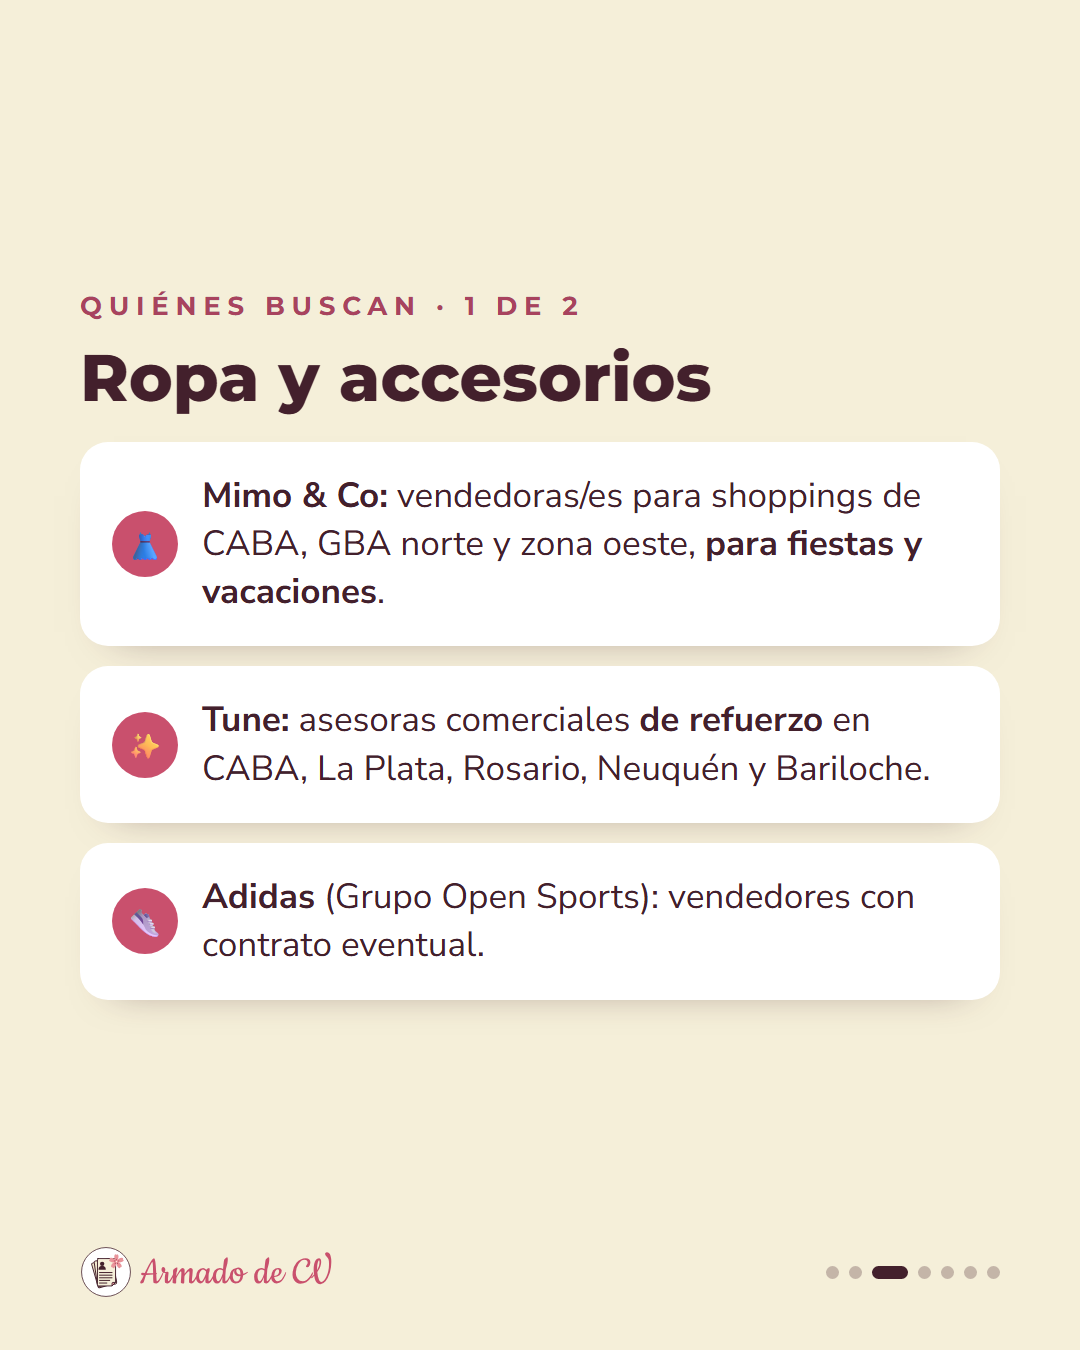 QUIÉNES BUSCAN · 1 DE 2
Ropa y accesorios
Mimo & Co: vendedoras/es para shoppings de
CABA, GBA norte y zona oeste, para fiestas y
vacaciones.
Tune: asesoras comerciales de refuerzo en
CABA, La Plata, Rosario, Neuquén y Bariloche.
Adidas (Grupo Open Sports): vendedores con
contrato eventual.
Armado de CV